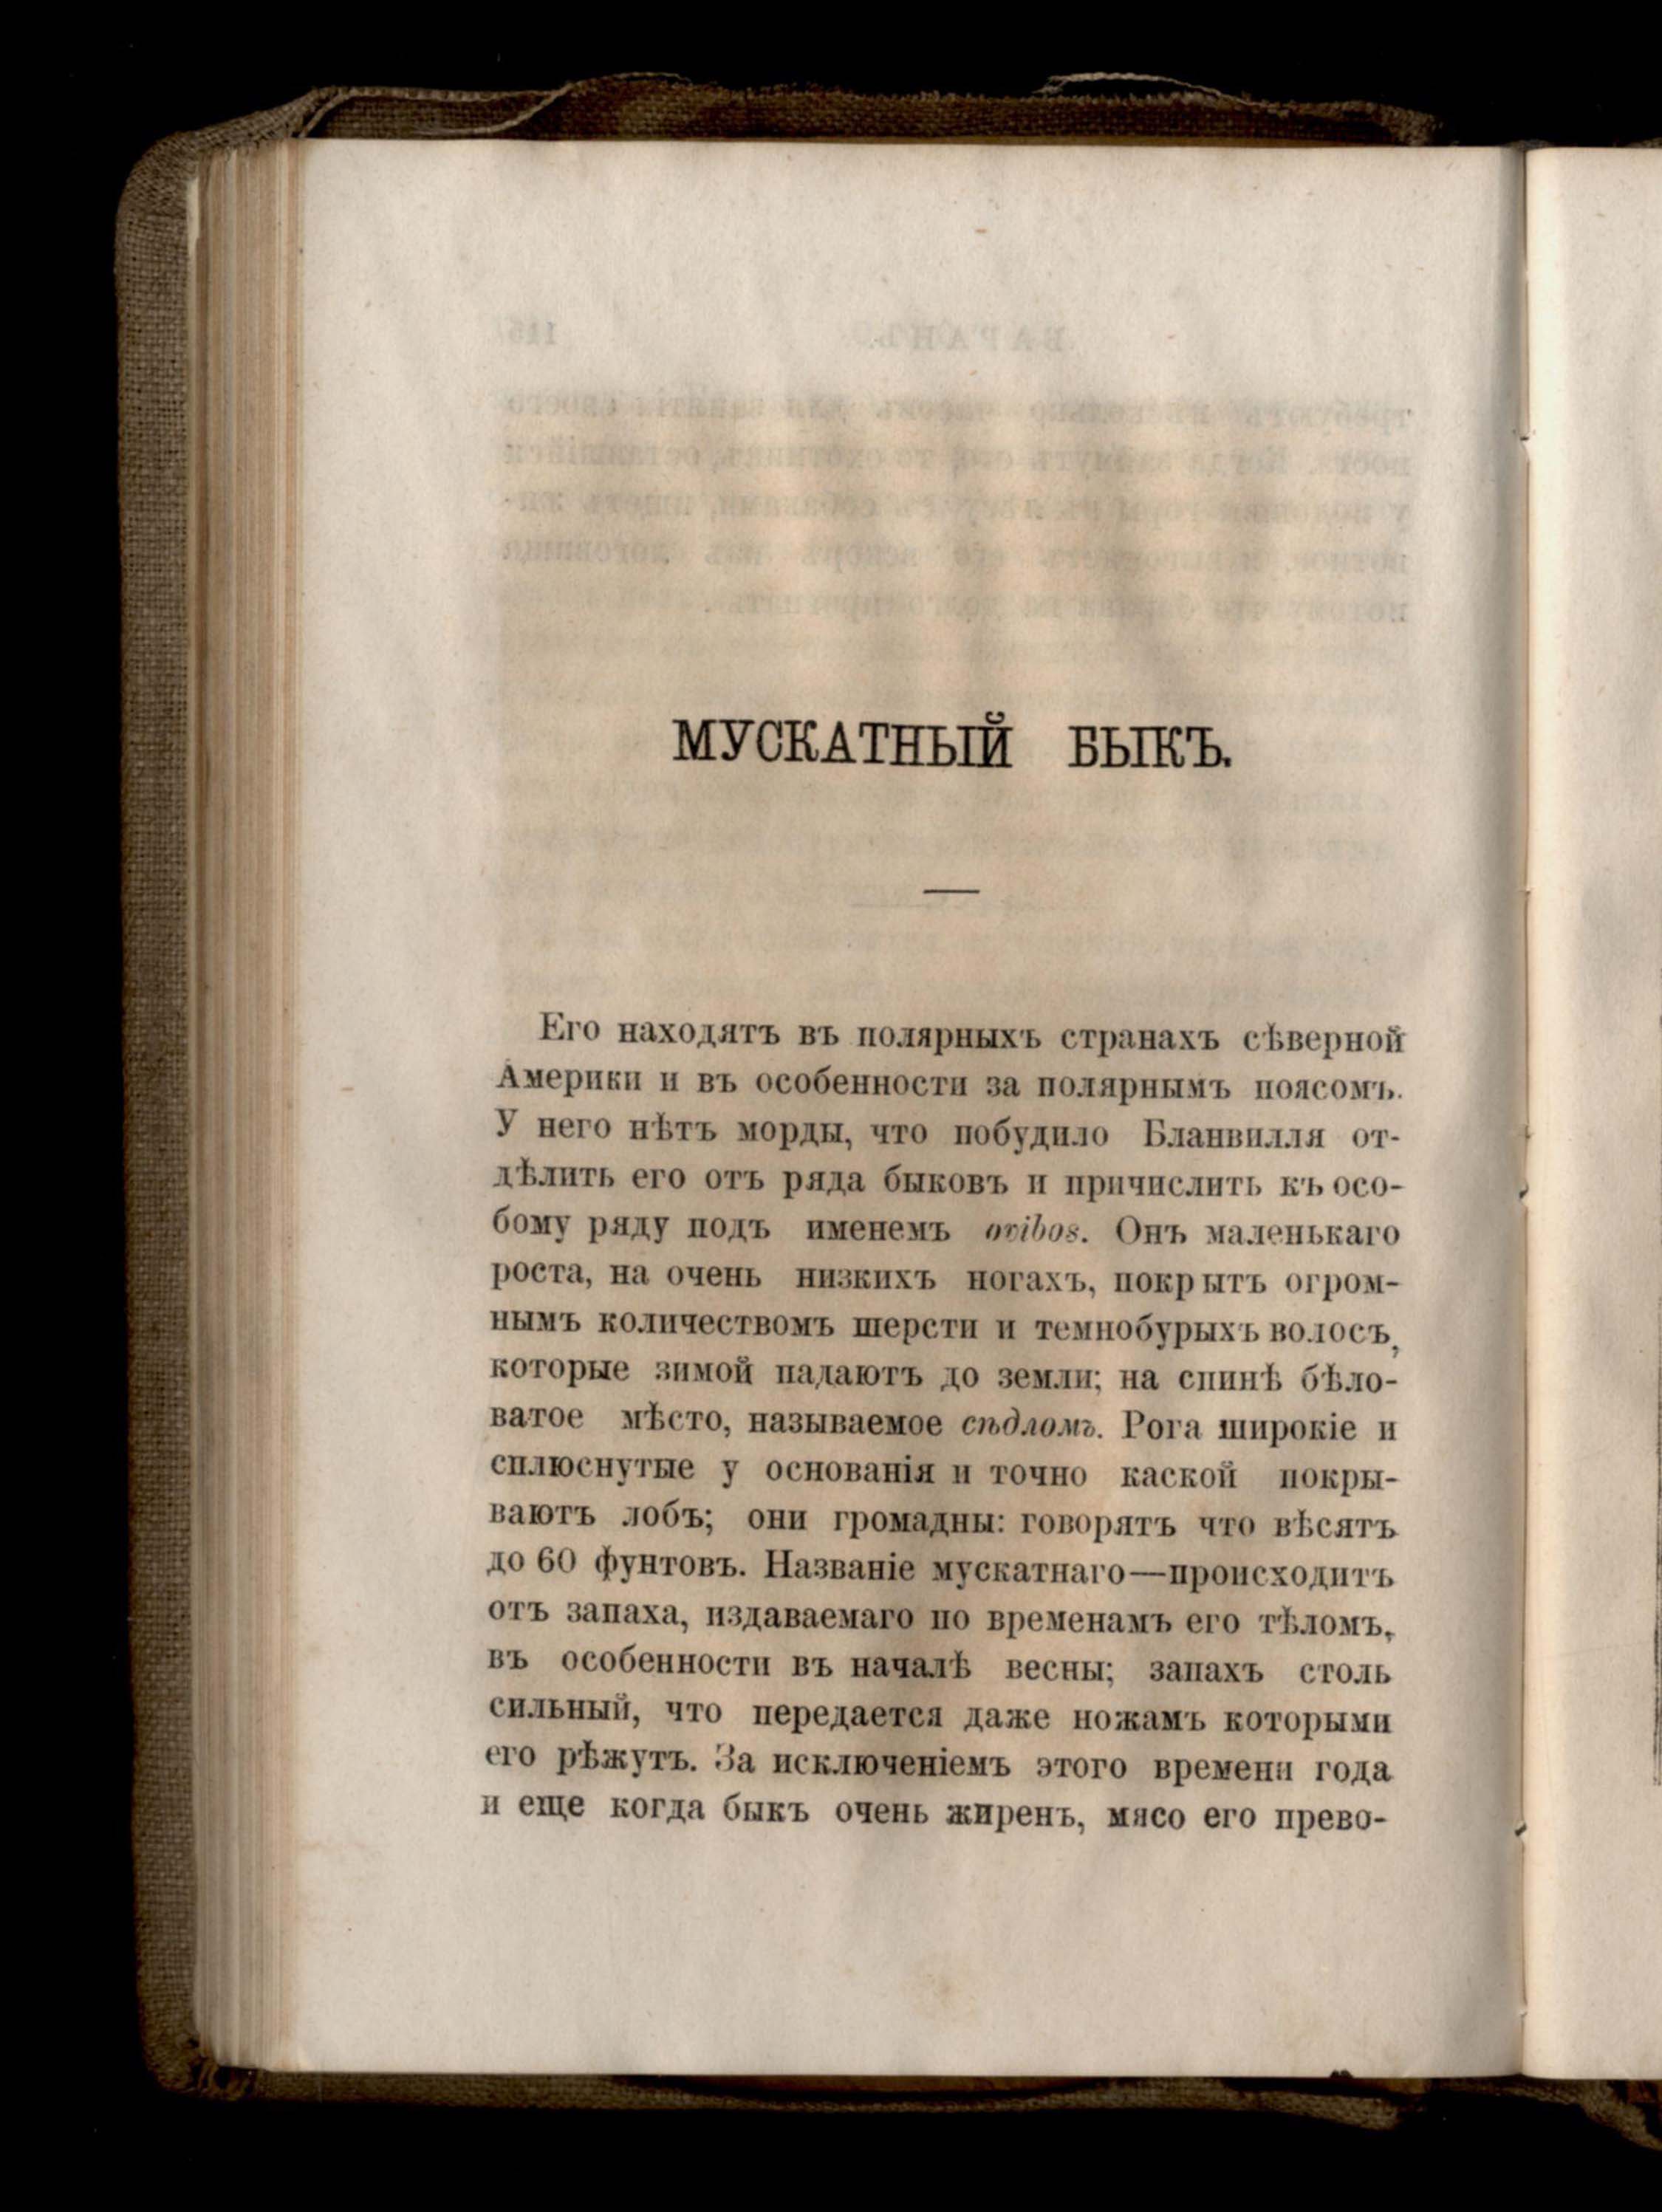 МУСКАТНЫЙ БЫКЪ.
Его находятъ въ полярныхъ странахъ сѣверной
Америки и въ особенности за полярнымъ поясомъ.
У него нѣтъ морды, что побудило Бланвилля от-
дѣлить его отъ ряда быковъ и причислить къ осо-
бому ряду подъ именемъ ovibos. Онъ маленькаго
роста, на очень низкихъ ногахъ, покрытъ огром-
нымъ количествомъ шерсти и темнобурыхъ волосъ,
которые зимой падаютъ до земли; на спинѣ бѣло-
ватое мѣсто, называемое сѣдломъ. Рога широкіе и
сплюснутые у основанія и точно каской покры-
ваютъ лобъ; они громадны: говорятъ что вѣсятъ
до 60 фунтовъ. Названіе мускатнаго—происходитъ
отъ запаха, издаваемаго по временамъ его тѣломъ,
въ особенности въ началѣ весны; запахъ столь
сильный, что передается даже ножамъ которыми
его рѣжутъ. За исключеніемъ этого времени года
и еще когда быкъ очень жиренъ, мясо его прево-